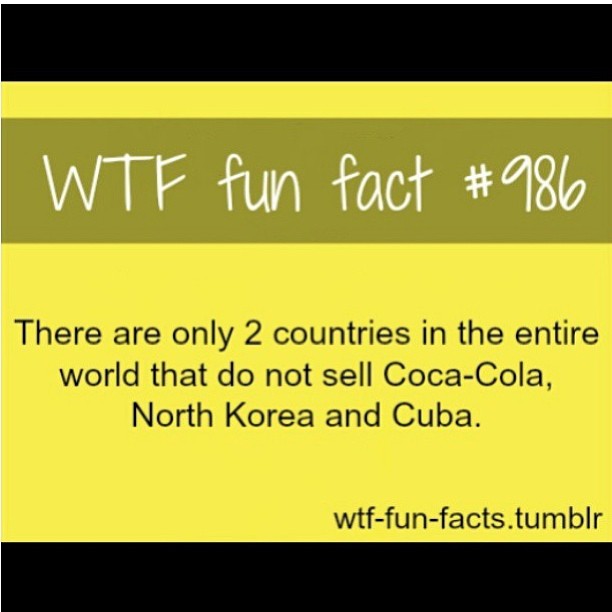 WTF fun fact #986
There are only 2 countries in the entire
world that do not sell Coca-Cola,
North Korea and Cuba.
wtf-fun-facts.tumblr